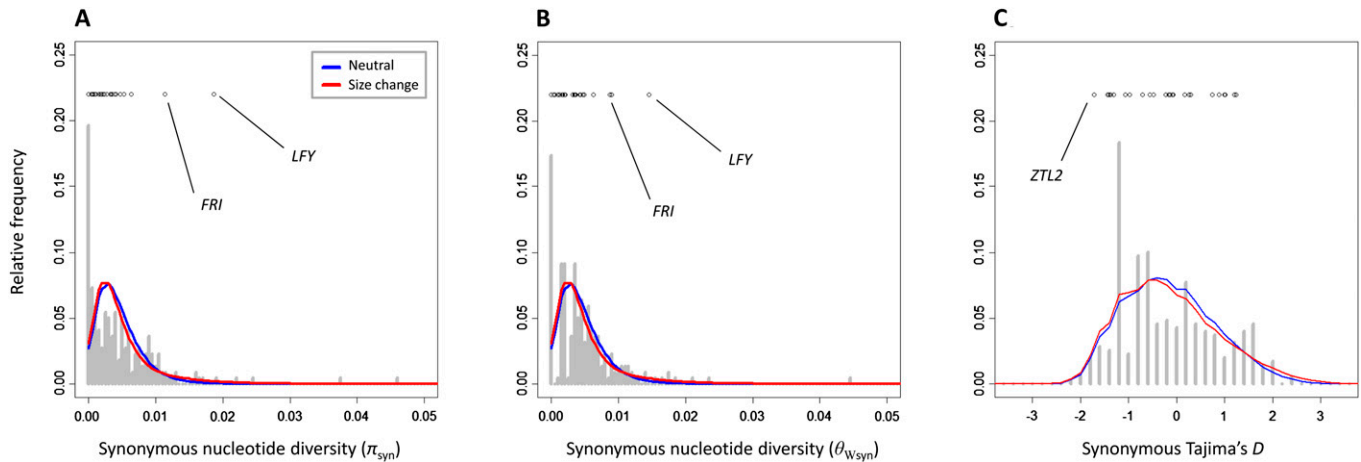 A
B
C
Relative frequency
0.25
0.20
0.15
0.10
0.05
0.00
Neutral
Size change
LFY
FRI
0.00 0.01 0.02 0.03 0.04 0.05
Synonymous nucleotide diversity (πsyn)
0.25
0.20
0.15
0.10
0.05
0.00
LFY
FRI
0.00 0.01 0.02 0.03 0.04 0.05
Synonymous nucleotide diversity (θWsyn)
0.25
0.20
0.15
0.10
0.05
0.00
ZTL2
-3 -2 -1 0 1 2 3
Synonymous Tajima's D